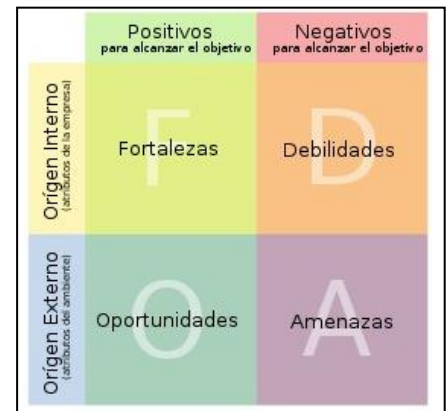 Positivos
para alcanzar el objetivo
Negativos
para alcanzar el objetivo
Orígen Interno
(atributos de la empresa)
F
Fortalezas
D
Debilidades
Orígen Externo
(atributos del ambiente)
O
Oportunidades
A
Amenazas